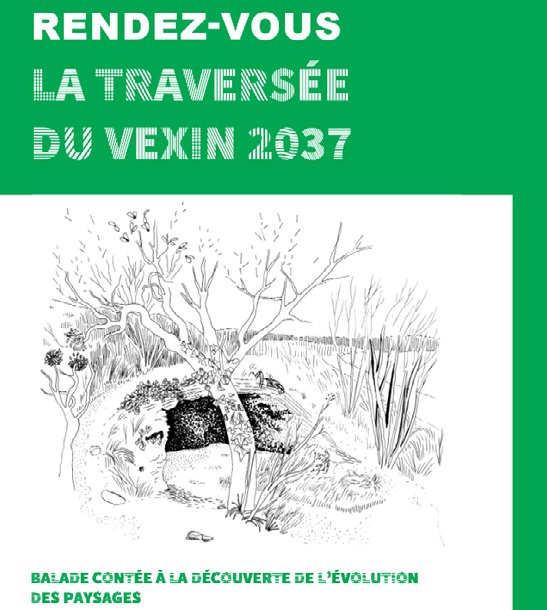 RENDEZ-VOUS
LA TRAVERSÉE
DU VEXIN 2037
BALADE CONTÉE À LA DÉCOUVERTE DE L'ÉVOLUTION
DES PAYSAGES